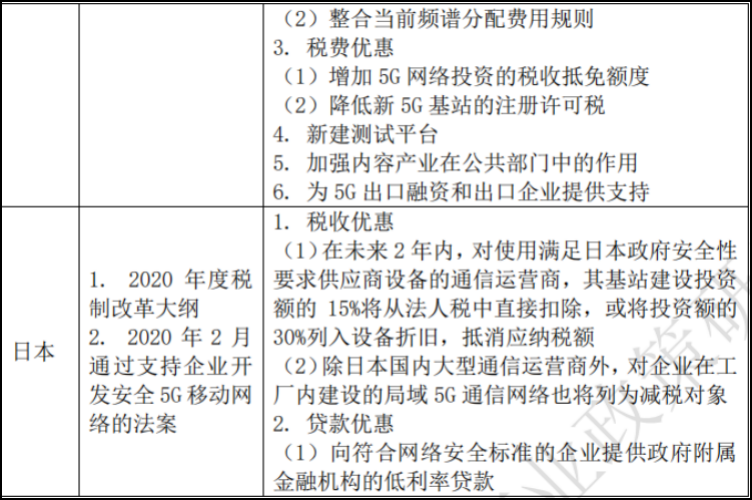 （2）整合当前频谱分配费用规则
3. 税费优惠
（1）增加 5G 网络投资的税收抵免额度
（2）降低新 5G 基站的注册许可税
4. 新建测试平台
5. 加强内容产业在公共部门中的作用
6. 为 5G 出口融资和出口企业提供支持
日本
1. 2020 年度税
制改革大纲
2. 2020 年 2 月
通过支持企业开
发安全 5G 移动网
络的法案
1. 税收优惠
（1）在未来 2 年内，对使用满足日本政府安全性
要求供应商设备的通信运营商，其基站建设投资
额的 15%将从法人税中直接扣除，或将投资额的
30%列入设备折旧，抵消应纳税额
（2）除日本国内大型通信运营商外，对企业在工
厂内建设的局域 5G 通信网络也将列为减税对象
2. 贷款优惠
（1）向符合网络安全标准的企业提供政府附属
金融机构的低利率贷款
业政策研